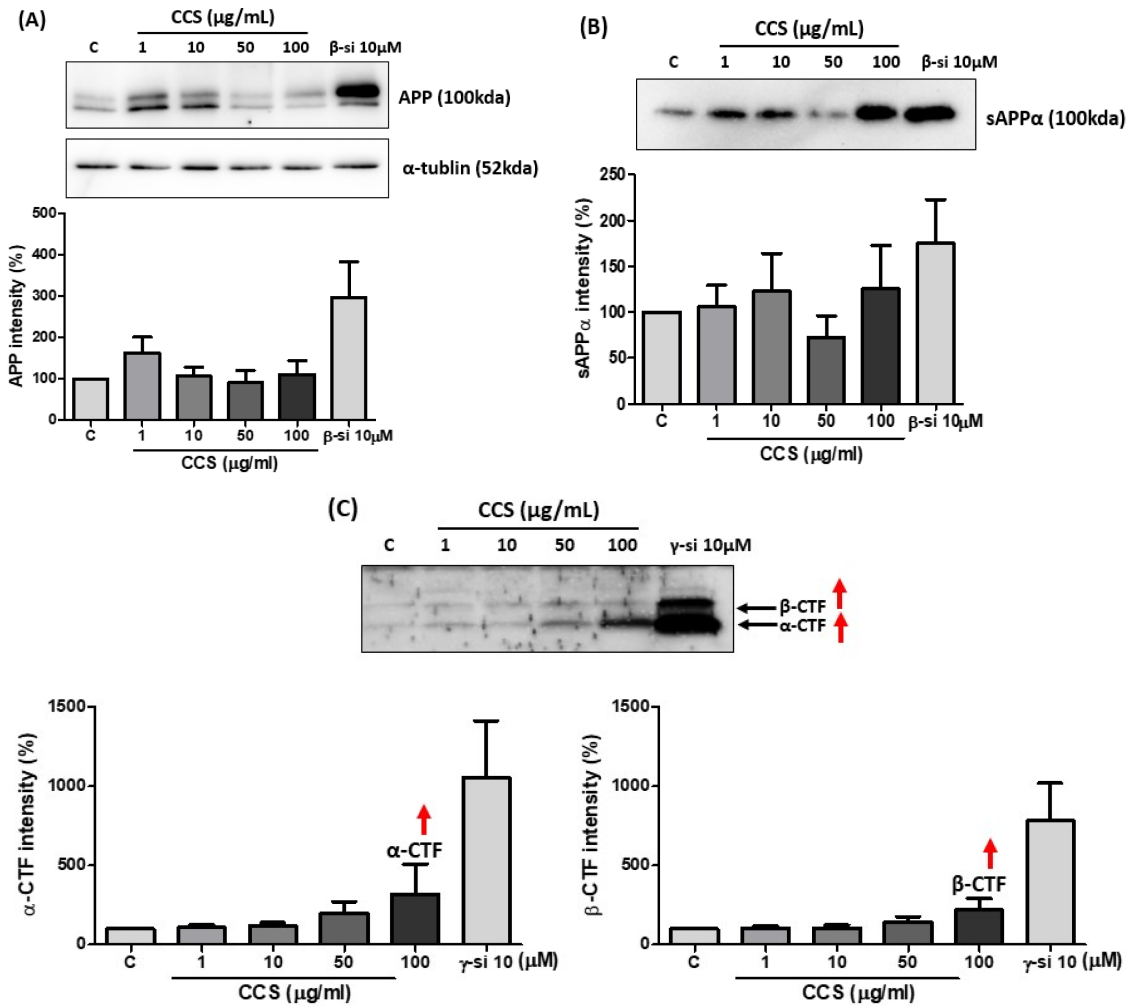 (A)
CCS (µg/mL)
C 1 10 50 100 β-si 10µM
APP (100kda)
α-tublin (52kda)
APP intensity (%)
500
400
300
200
100
0
C 1 10 50 100 β-si 10µM
CCS (µg/ml)
(B)
CCS (µg/mL)
C 1 10 50 100 β-si 10µM
sAPPα (100kda)
sAPPα intensity (%)
250
200
150
100
50
0
C 1 10 50 100 β-si 10µM
CCS (µg/ml)
(C)
CCS (µg/mL)
C 1 10 50 100 γ-si 10µM
β-CTF
α-CTF
α-CTF intensity (%)
1500
1000
500
0
α-CTF
C 1 10 50 100 γ-si 10 (µM)
CCS (µg/ml)
β-CTF intensity (%)
1500
1000
500
0
β-CTF
C 1 10 50 100 γ-si 10 (µM)
CCS (µg/ml)